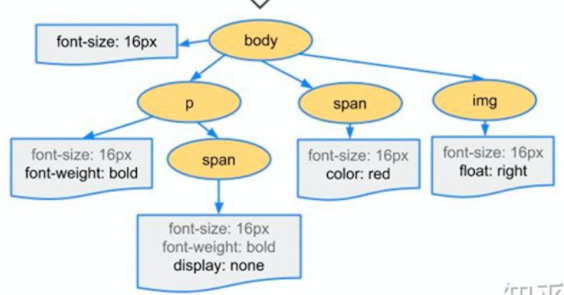 body
font-size: 16px
p
span
img
font-size: 16px
font-weight: bold
span
font-size: 16px
color: red
font-size: 16px
float: right
font-size: 16px
font-weight: bold
display: none